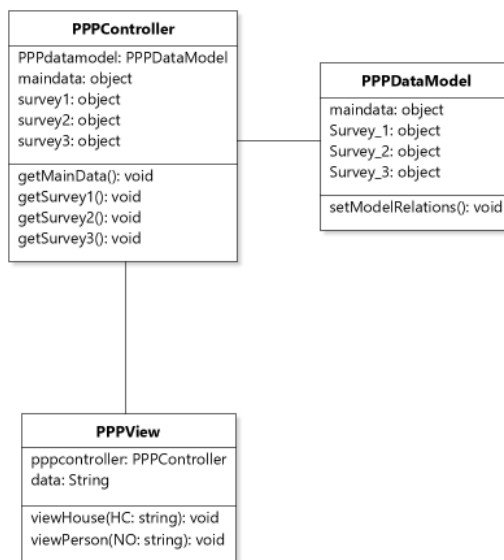 PPPController
PPPdatamodel: PPPDataModel
maindata: object
survey1: object
survey2: object
survey3: object
getMainData(): void
getSurvey1(): void
getSurvey2(): void
getSurvey3(): void
PPPDataModel
maindata: object
Survey_1: object
Survey_2: object
Survey_3: object
setModelRelations(): void
PPPView
pppcontroller: PPPController
data: String
viewHouse(HC: string): void
viewPerson(NO: string): void